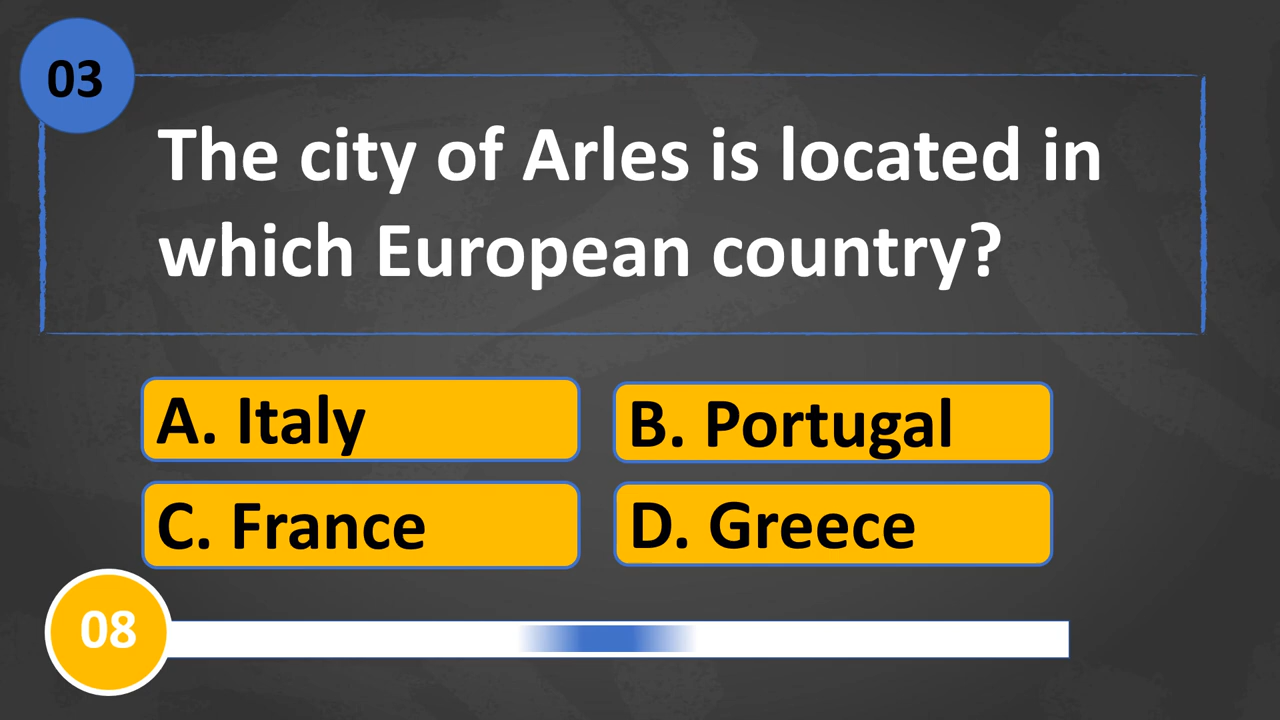 03
The city of Arles is located in
which European country?
A. Italy
B. Portugal
C. France
D. Greece
08